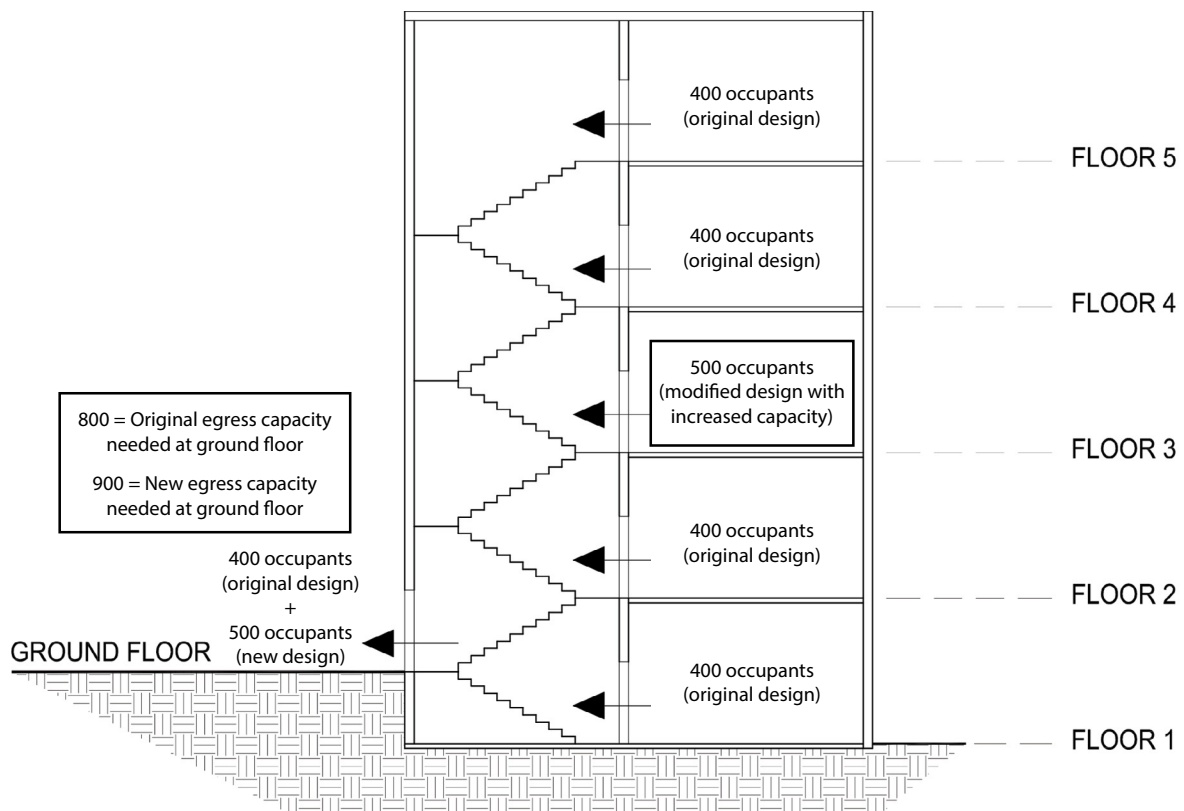 400 occupants
(original design)
FLOOR 5
400 occupants
(original design)
FLOOR 4
500 occupants
(modified design with
increased capacity)
FLOOR 3
800 = Original egress capacity
needed at ground floor
900 = New egress capacity
needed at ground floor
400 occupants
(original design)
FLOOR 2
400 occupants
(original design)
+
500 occupants
(new design)
GROUND FLOOR
400 occupants
(original design)
FLOOR 1